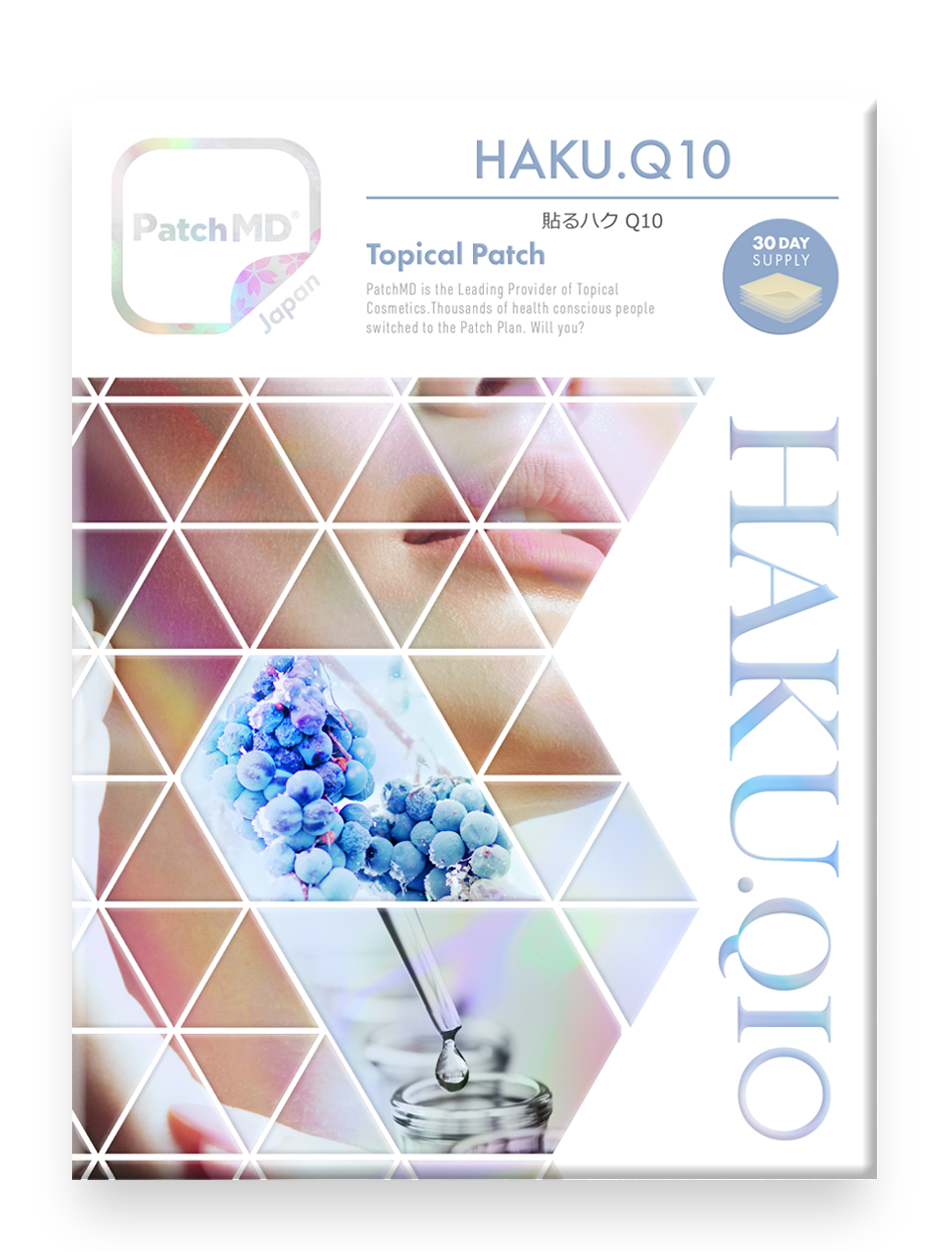 PatchMD®
Japan
HAKU.Q10
貼るハク Q10
Topical Patch
PatchMD is the Leading Provider of Topical
Cosmetics.Thousands of health conscious people
switched to the Patch Plan. Will you?
30 DAY
SUPPLY
HAKU.Q10